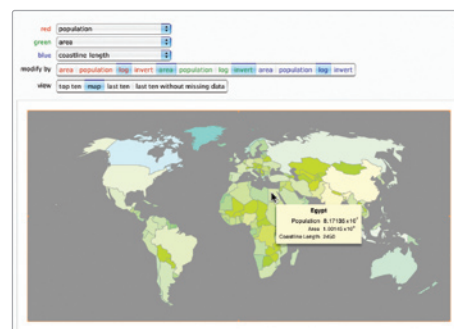 red population
green area
blue coastline length
modify by area population log invert area population log invert area population log invert
view top ten map last ten last ten without missing data
Egypt
Population
Area
Coastline Length 2450